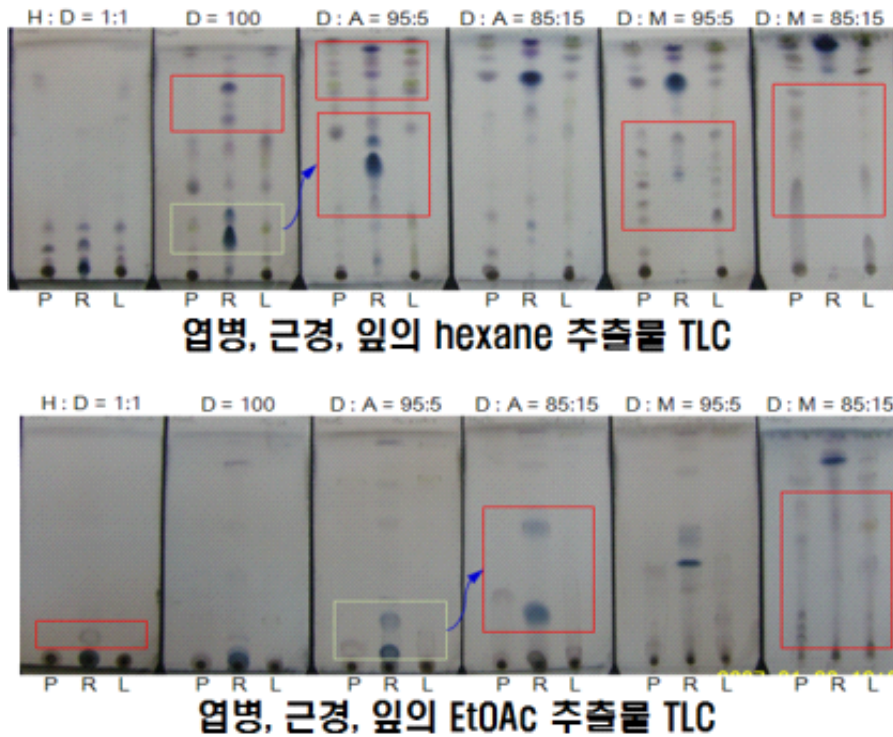 H : D = 1:1 D = 100 D : A = 95:5 D : A = 85:15 D : M = 95:5 D : M = 85:15
P R L P R L P R L P R L P R L P R L
엽병, 근경, 잎의 hexane 추출물 TLC
H : D = 1:1 D = 100 D : A = 95:5 D : A = 85:15 D : M = 95:5 D : M = 85:15
P R L P R L P R L P R L P R L P R L
엽병, 근경, 잎의 EtOAc 추출물 TLC